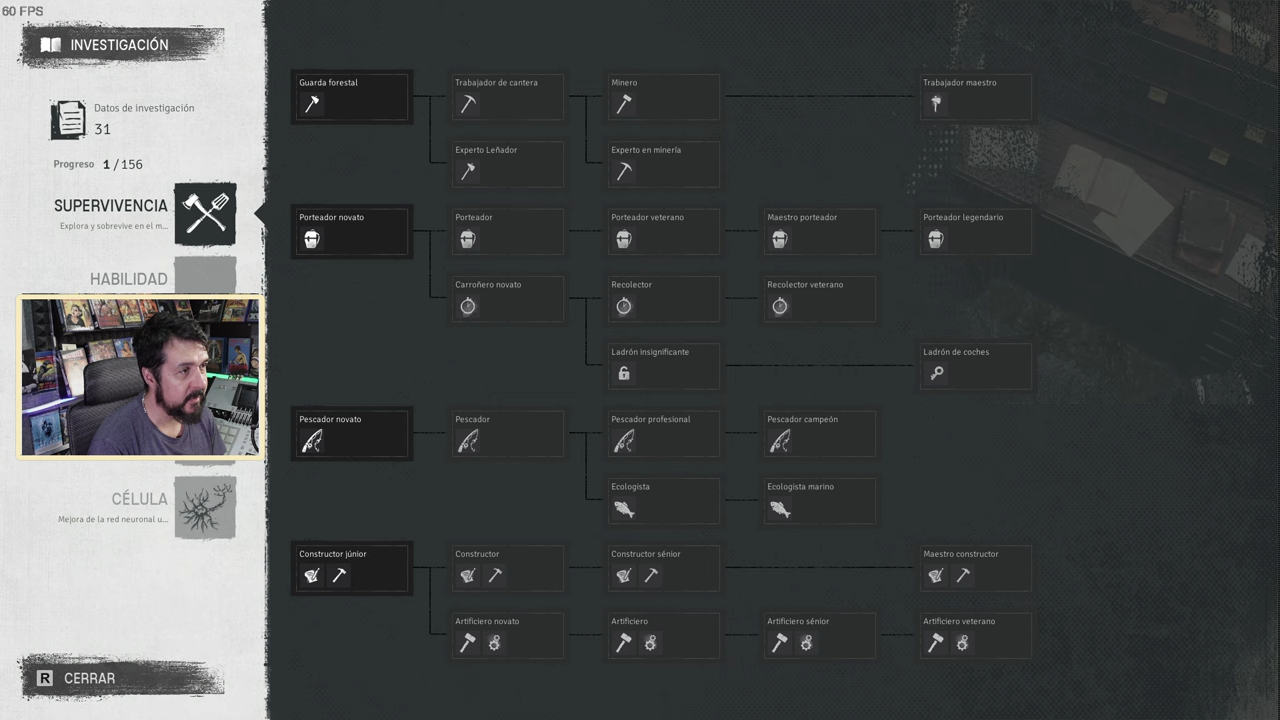 60 FPS
INVESTIGACIÓN
Datos de investigación
31
Progreso 1 / 156
SUPERVIVENCIA
Explora y sobrevive en el m...
HABILIDAD
CÉLULA
Mejora de la red neuronal u...
R CERRAR
Guarda forestal
Trabajador de cantera
Minero
Trabajador maestro
Experto Leñador
Experto en minería
Porteador novato
Porteador
Porteador veterano
Maestro porteador
Porteador legendario
Carroñero novato
Recolector
Recolector veterano
Ladrón insignificante
Ladrón de coches
Pescador novato
Pescador
Pescador profesional
Pescador campeón
Ecologista
Ecologista marino
Constructor júnior
Constructor
Constructor sénior
Maestro constructor
Artificiero novato
Artificiero
Artificiero sénior
Artificiero veterano